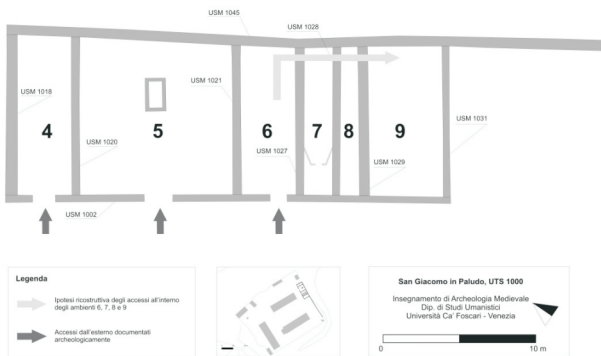 USM 1045
USM 1028
USM 1018
USM 1021
USM 1031
4
5
6
7
8
9
USM 1020
USM 1027
USM 1029
USM 1002
Legenda
Ipotesi ricostruttiva degli accessi all'interno
degli ambienti 6, 7, 8 e 9
Accessi dall'esterno documentati
archeologicamente
San Giacomo in Paludo, UTS 1000
Insegnamento di Archeologia Medievale
Dip. di Studi Umanistici
Università Ca' Foscari - Venezia
0
10 m